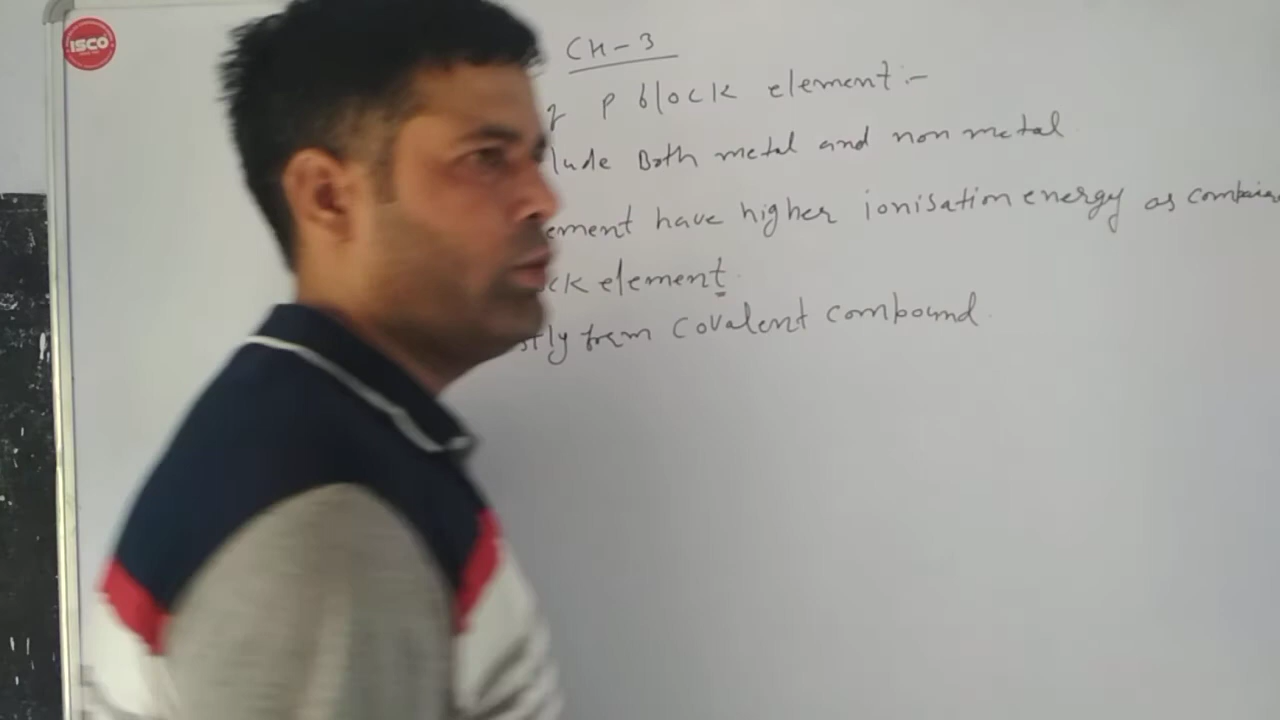 ISCO
CH-3
P block element:-
lude Both metal and non metal
ement have higher ionisation energy as
ck element
stly form covalent compound